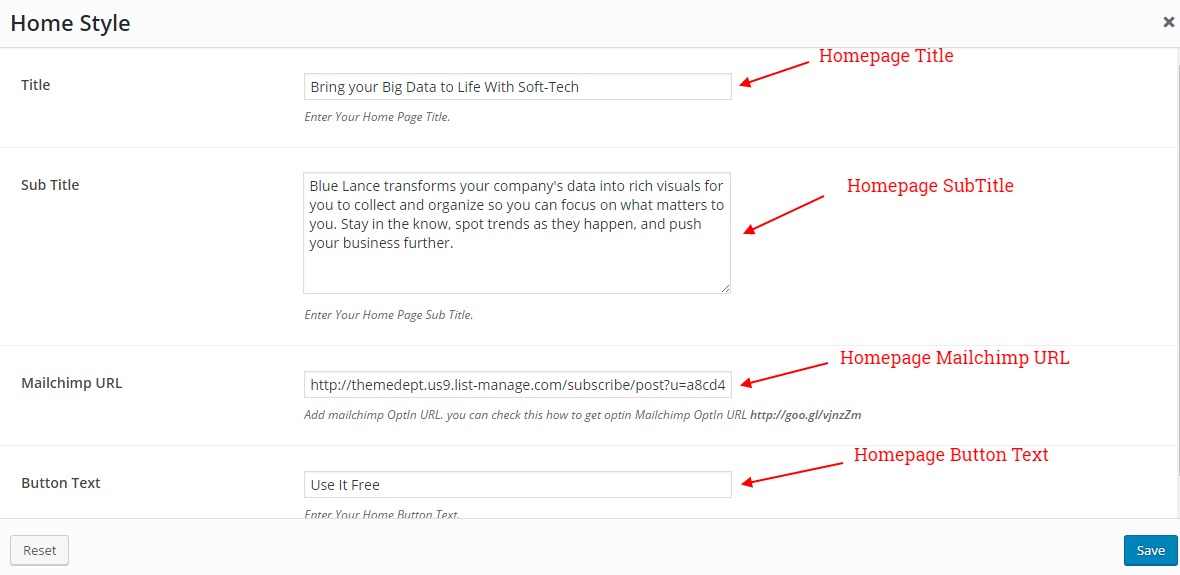 Home Style
Homepage Title
Title
Bring your Big Data to Life With Soft-Tech
Enter Your Home Page Title.
Sub Title
Homepage SubTitle
Blue Lance transforms your company's data into rich visuals for
you to collect and organize so you can focus on what matters to
you. Stay in the know, spot trends as they happen, and push
your business further.
Enter Your Home Page Sub Title.
Homepage Mailchimp URL
Mailchimp URL
http://themedept.us9.list-manage.com/subscribe/post?u=a8cd4
Add mailchimp OptIn URL. you can check this how to get optin Mailchimp OptIn URL http://goo.gl/vjnzZm
Homepage Button Text
Button Text
Use It Free
Enter Your Home Button Text.
Reset
Save